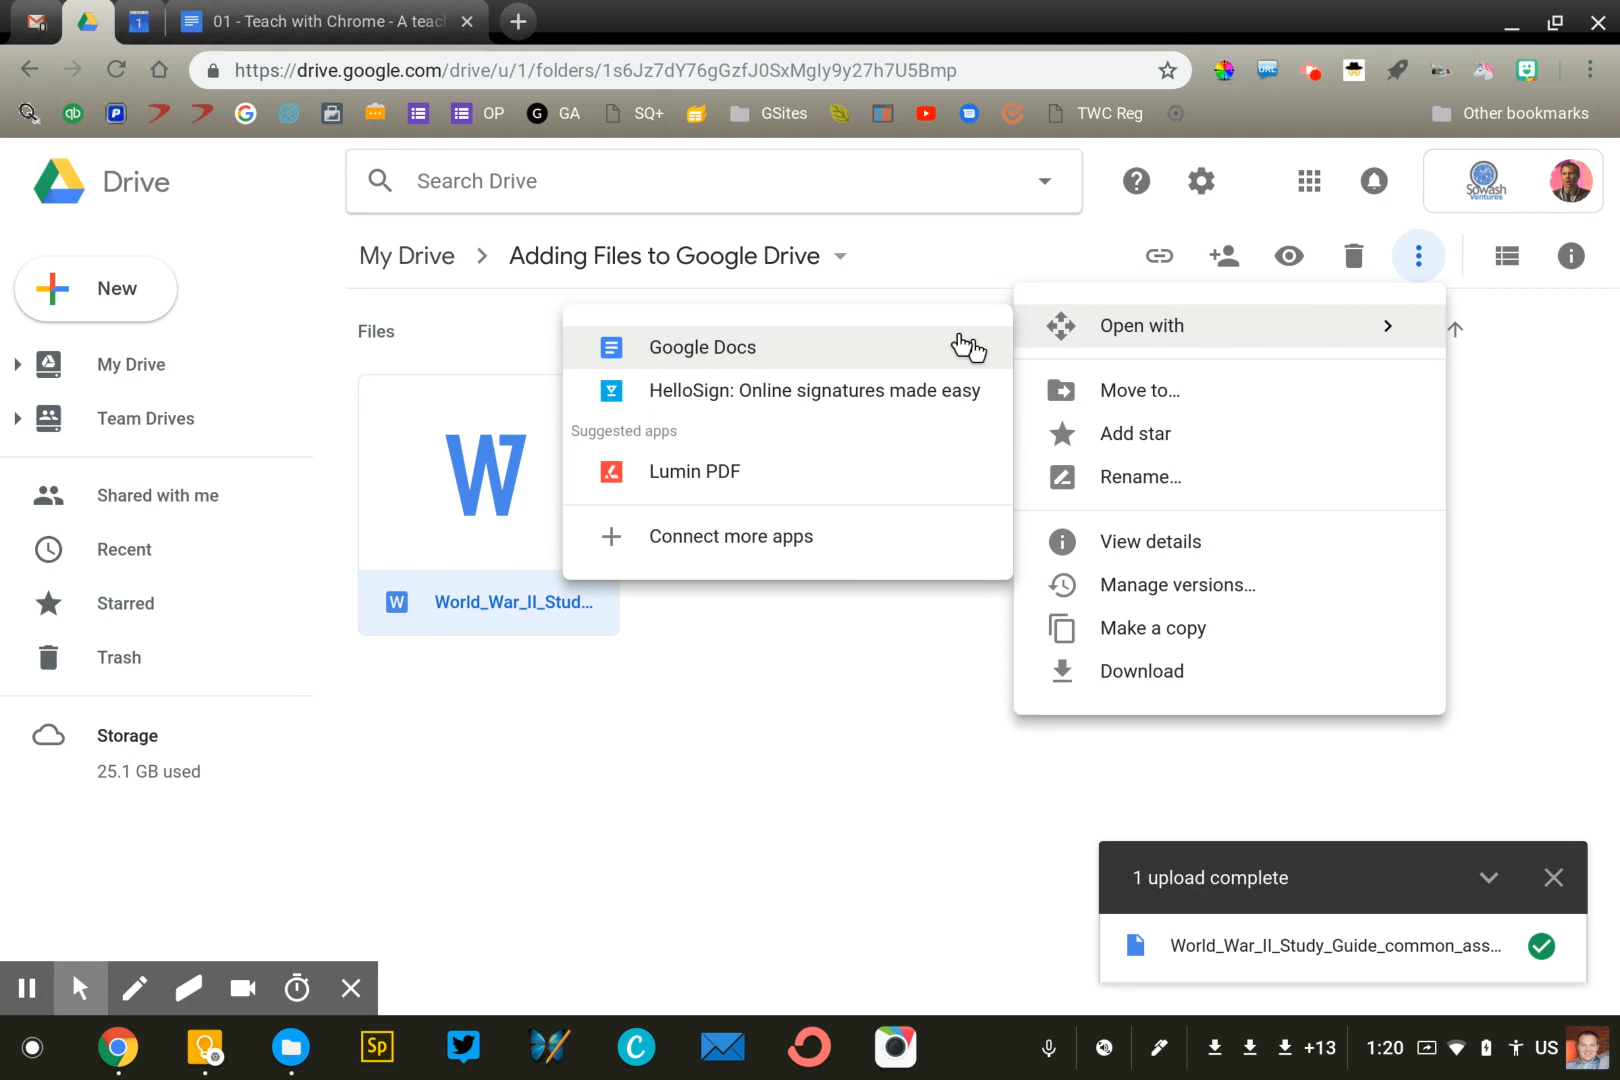 01 - Teach with Chrome - A teac
https://drive.google.com/drive/u/1/folders/1s6Jz7dY76gGzfJ0SxMgIy9y27h7U5Bmp
OP
GA
SQ+
GSites
TWC Reg
Other bookmarks
Drive
Search Drive
Sowash
Ventures
My Drive > Adding Files to Google Drive
New
My Drive
Team Drives
Shared with me
Recent
Starred
Trash
Storage
25.1 GB used
Files
W
W World_War_II_Stud...
Google Docs
HelloSign: Online signatures made easy
Suggested apps
Lumin PDF
Connect more apps
Open with
Move to...
Add star
Rename...
View details
Manage versions...
Make a copy
Download
1 upload complete
World_War_II_Study_Guide_common_ass...
Sp
+13
1:20
US